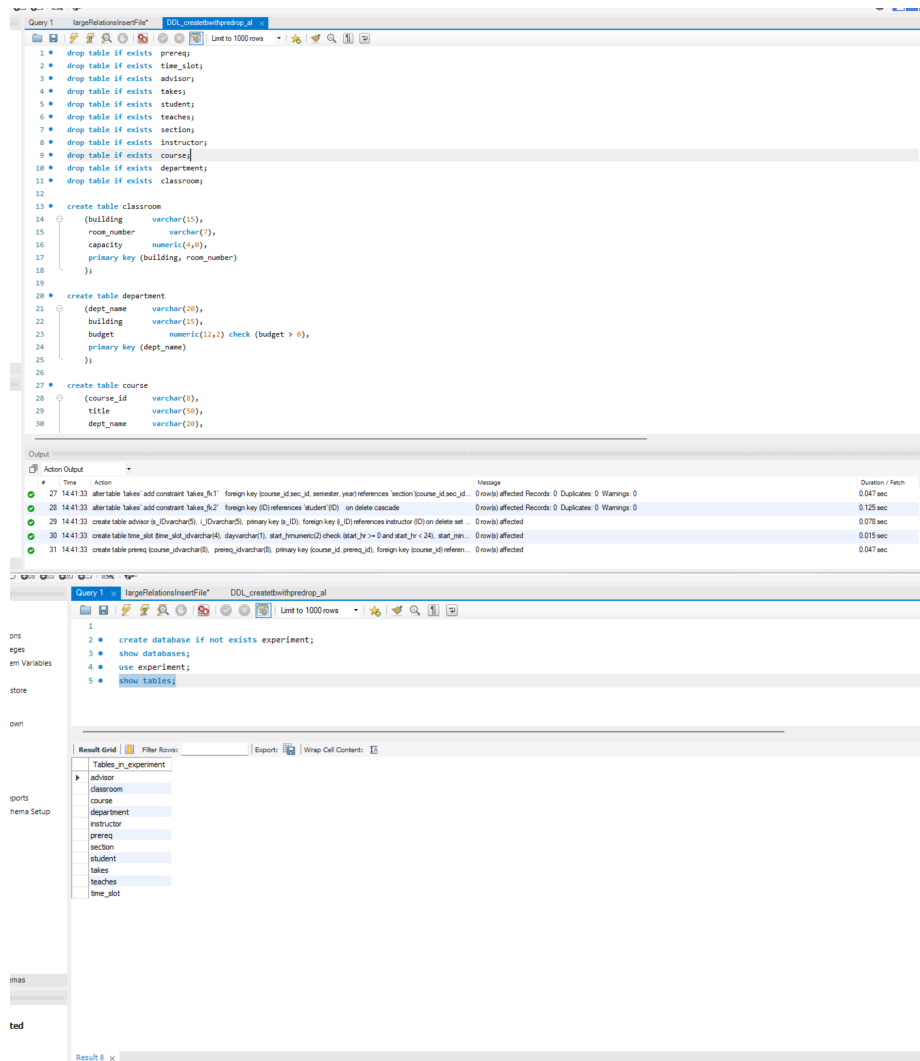 Query 1 largeRelationsInsertFile* DDL_createtbwithpredrop_al ×
Limit to 1000 rows
1 drop table if exists prereq;
2 drop table if exists time_slot;
3 drop table if exists advisor;
4 drop table if exists takes;
5 drop table if exists student;
6 drop table if exists teaches;
7 drop table if exists section;
8 drop table if exists instructor;
9 drop table if exists course;
10 drop table if exists department;
11 drop table if exists classroom;
12
13 create table classroom
14 (building varchar(15),
15 room_number varchar(7),
16 capacity numeric(4,0),
17 primary key (building, room_number)
18 );
19
20 create table department
21 (dept_name varchar(20),
22 building varchar(15),
23 budget numeric(12,2) check (budget > 0),
24 primary key (dept_name)
25 );
26
27 create table course
28 (course_id varchar(8),
29 title varchar(50),
30 dept_name varchar(20),
Output
Action Output
# Time Action Message Duration / Fetch
27 14:41:33 alter table `takes` add constraint `takes_fk1` foreign key (course_id,sec_id, semester, year) references `section`(course_id,sec_id... 0 row(s) affected Records: 0 Duplicates: 0 Warnings: 0 0.047 sec
28 14:41:33 alter table `takes` add constraint `takes_fk2` foreign key (ID) references `student`(ID) on delete cascade 0 row(s) affected Records: 0 Duplicates: 0 Warnings: 0 0.125 sec
29 14:41:33 create table advisor (s_IDvarchar(5), i_IDvarchar(5), primary key (s_ID), foreign key (i_ID) references instructor (ID) on delete set ... 0 row(s) affected 0.078 sec
30 14:41:33 create table time_slot (time_slot_idvarchar(4), dayvarchar(1), start_hrnumeric(2) check (start_hr >= 0 and start_hr < 24), start_min... 0 row(s) affected 0.015 sec
31 14:41:33 create table prereq (course_idvarchar(8), prereq_idvarchar(8), primary key (course_id, prereq_id), foreign key (course_id) referen... 0 row(s) affected 0.047 sec
Query 1 × largeRelationsInsertFile* DDL_createtbwithpredrop_al
Limit to 1000 rows
1
2 create database if not exists experiment;
3 show databases;
4 use experiment;
5 show tables;
ons
eges
em Variables
store
own
eports
hema Setup
emas
ted
Result Grid Filter Rows: Export: Wrap Cell Content: IA
Tables_in_experiment
advisor
classroom
course
department
instructor
prereq
section
student
takes
teaches
time_slot
Result 8 ×